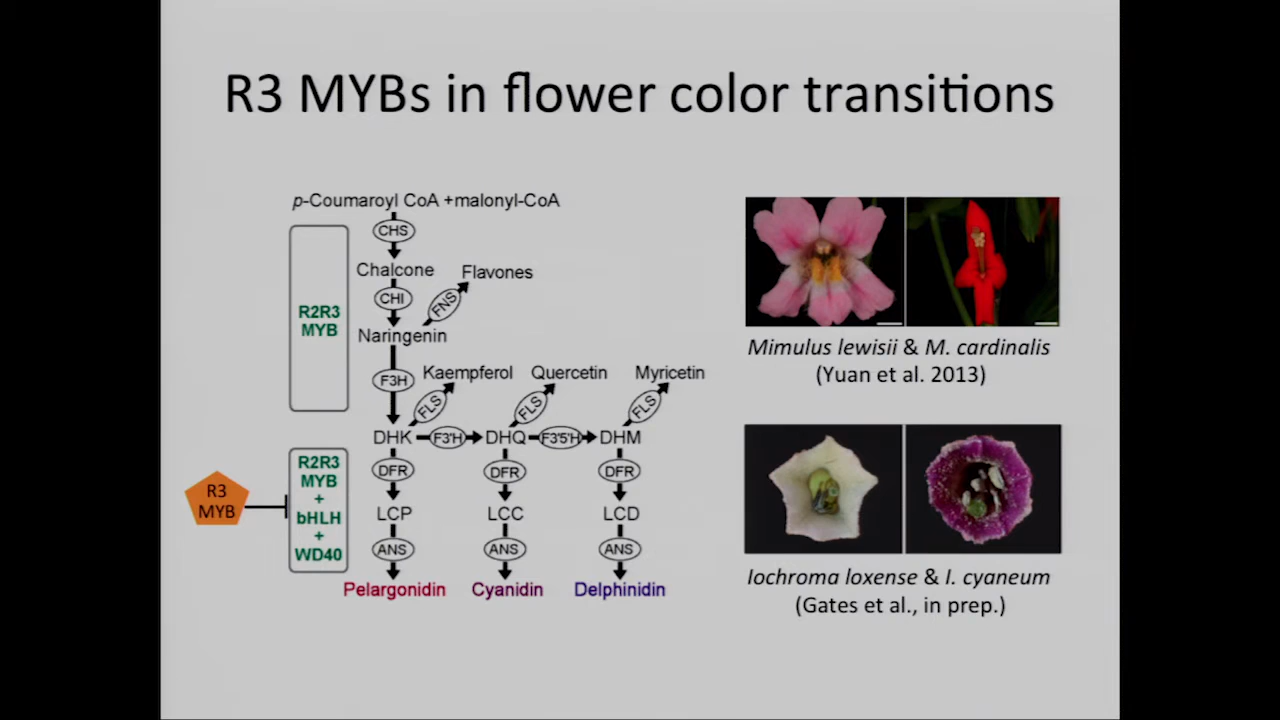 R3 MYBs in flower color transitions
p-Coumaroyl CoA +malonyl-CoA
CHS
Chalcone
Flavones
CHI
FNS
R2R3
MYB
Naringenin
F3H
Kaempferol
Quercetin
Myricetin
FLS
FLS
FLS
DHK
F3'H
DHQ
F3'5'H
DHM
R3
MYB
R2R3
MYB
+
bHLH
+
WD40
DFR
DFR
DFR
LCP
LCC
LCD
ANS
ANS
ANS
Pelargonidin
Cyanidin
Delphinidin
Mimulus lewisii & M. cardinalis
(Yuan et al. 2013)
Iochroma loxense & I. cyaneum
(Gates et al., in prep.)